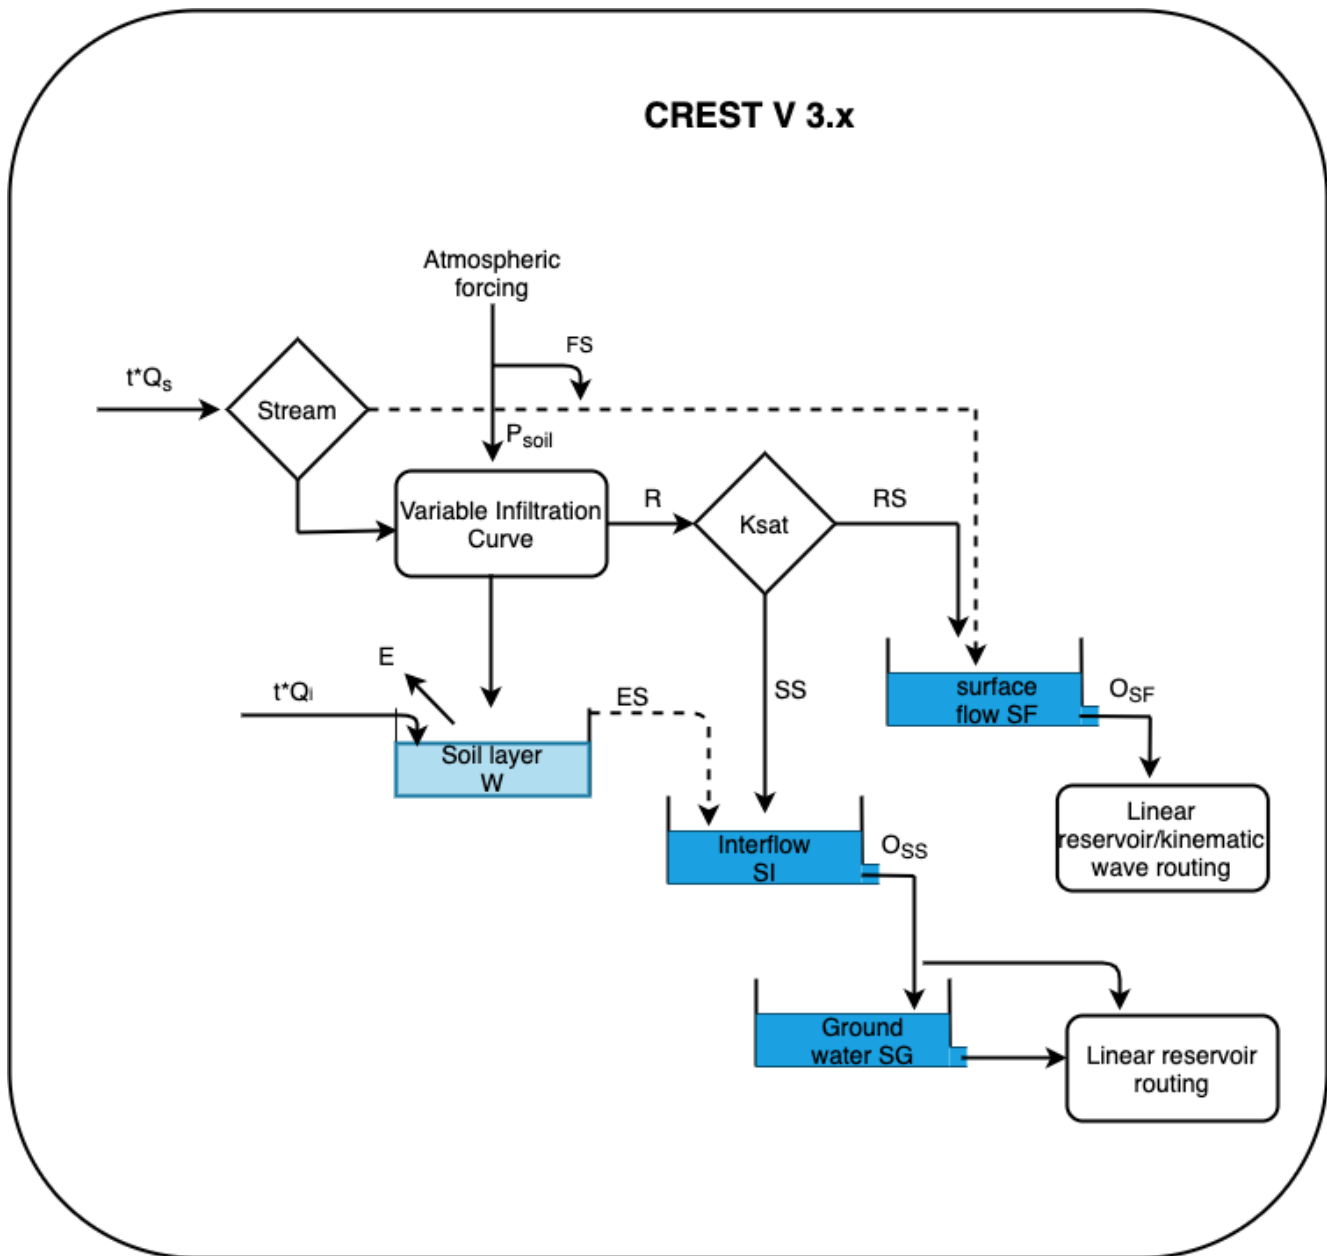 CREST V 3.x
Atmospheric
forcing
FS
t*Qs
Stream
Psoil
Variable Infiltration
Curve
R
Ksat
RS
E
t*Qi
ES
SS
Soil layer
W
surface
flow SF
OSF
Linear
reservoir/kinematic
wave routing
Interflow
SI
OSS
Ground
water SG
Linear reservoir
routing